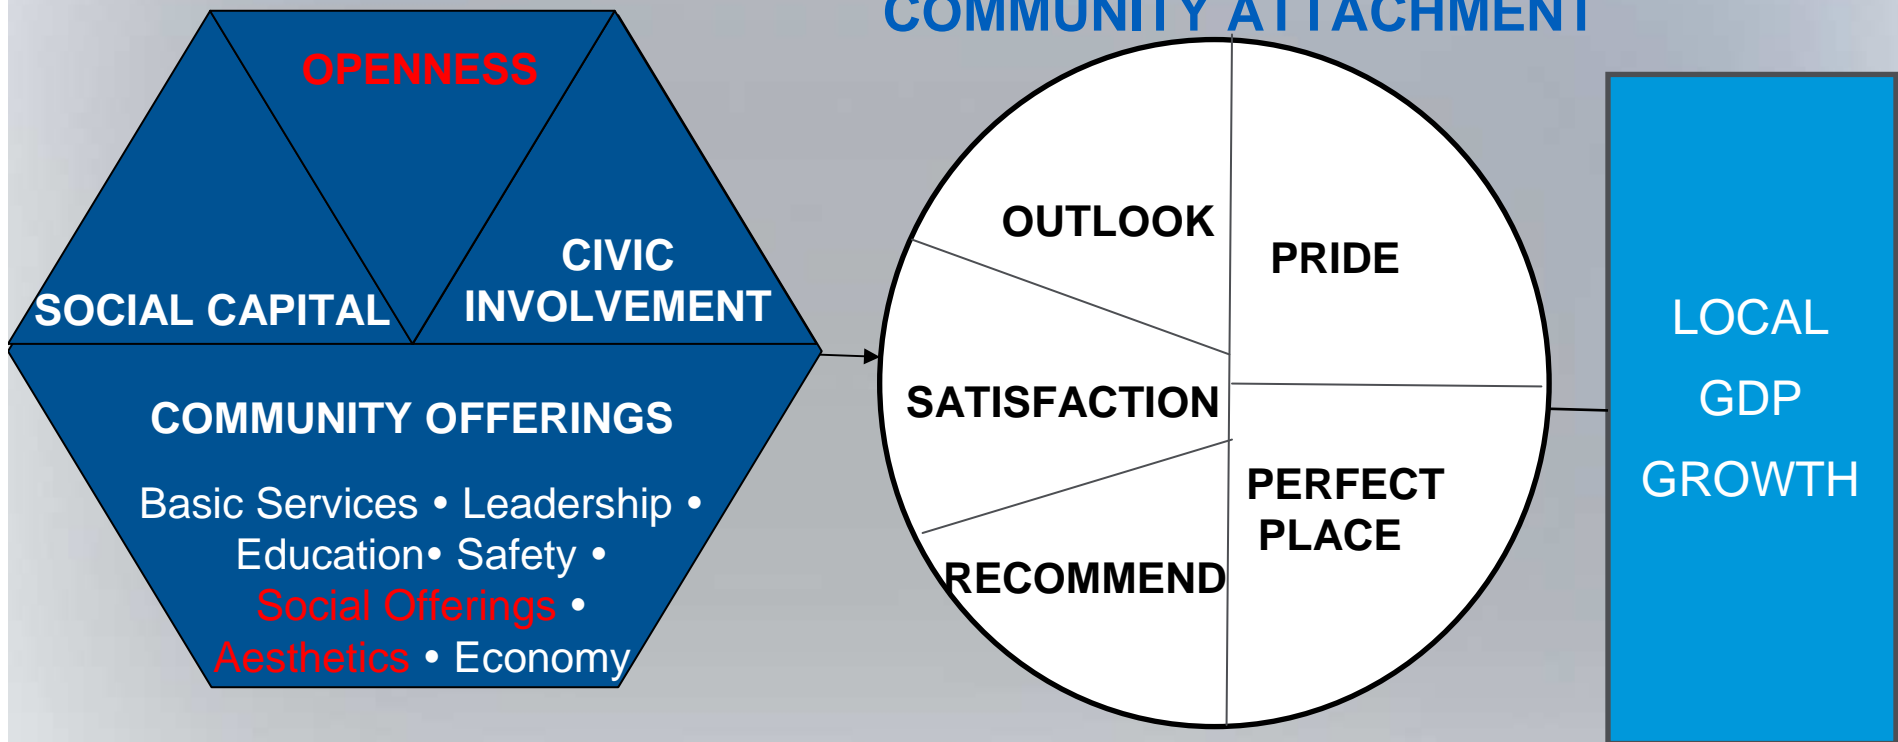 COMMUNITY ATTACHMENT
OPENNESS
SOCIAL CAPITAL
CIVIC
INVOLVEMENT
COMMUNITY OFFERINGS
Basic Services • Leadership •
Education• Safety •
Social Offerings •
Aesthetics • Economy
OUTLOOK
PRIDE
SATISFACTION
PERFECT
PLACE
RECOMMEND
LOCAL
GDP
GROWTH